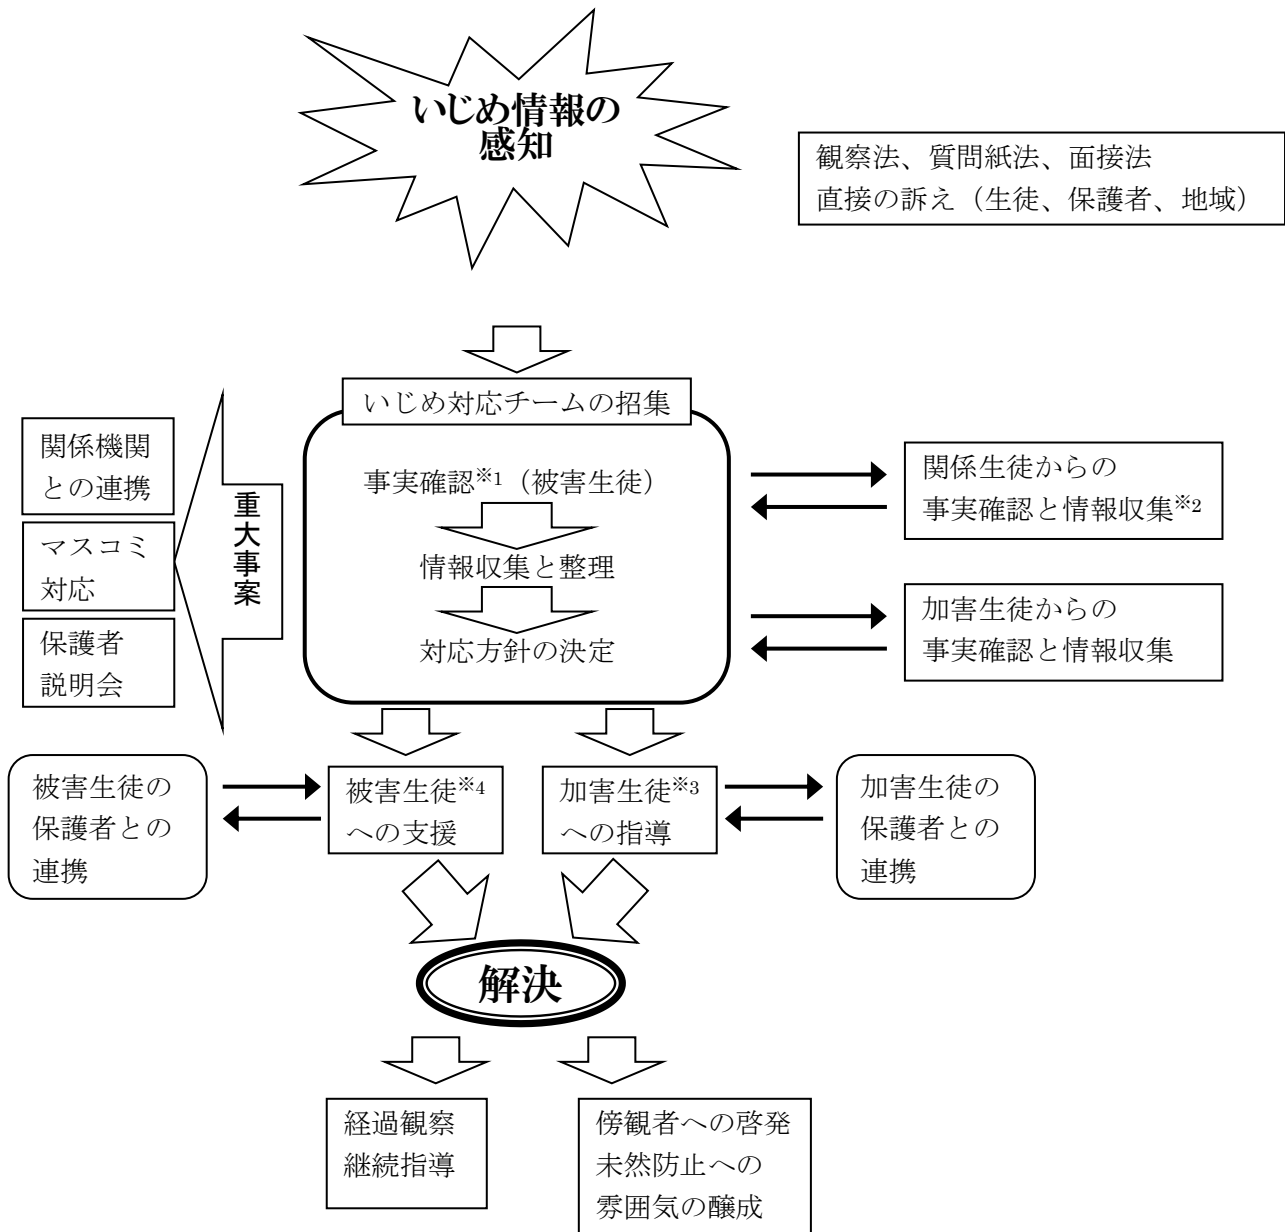 いじめ情報の
感知
観察法、質問紙法、面接法
直接の訴え（生徒、保護者、地域）
いじめ対応チームの招集
関係機関
との連携
マスコミ
対応
保護者
説明会
重大事案
事実確認※1（被害生徒）
情報収集と整理
対応方針の決定
関係生徒からの
事実確認と情報収集※2
加害生徒からの
事実確認と情報収集
被害生徒の
保護者との
連携
被害生徒※4
への支援
加害生徒※3
への指導
加害生徒の
保護者との
連携
解決
経過観察
継続指導
傍観者への啓発
未然防止への
雰囲気の醸成